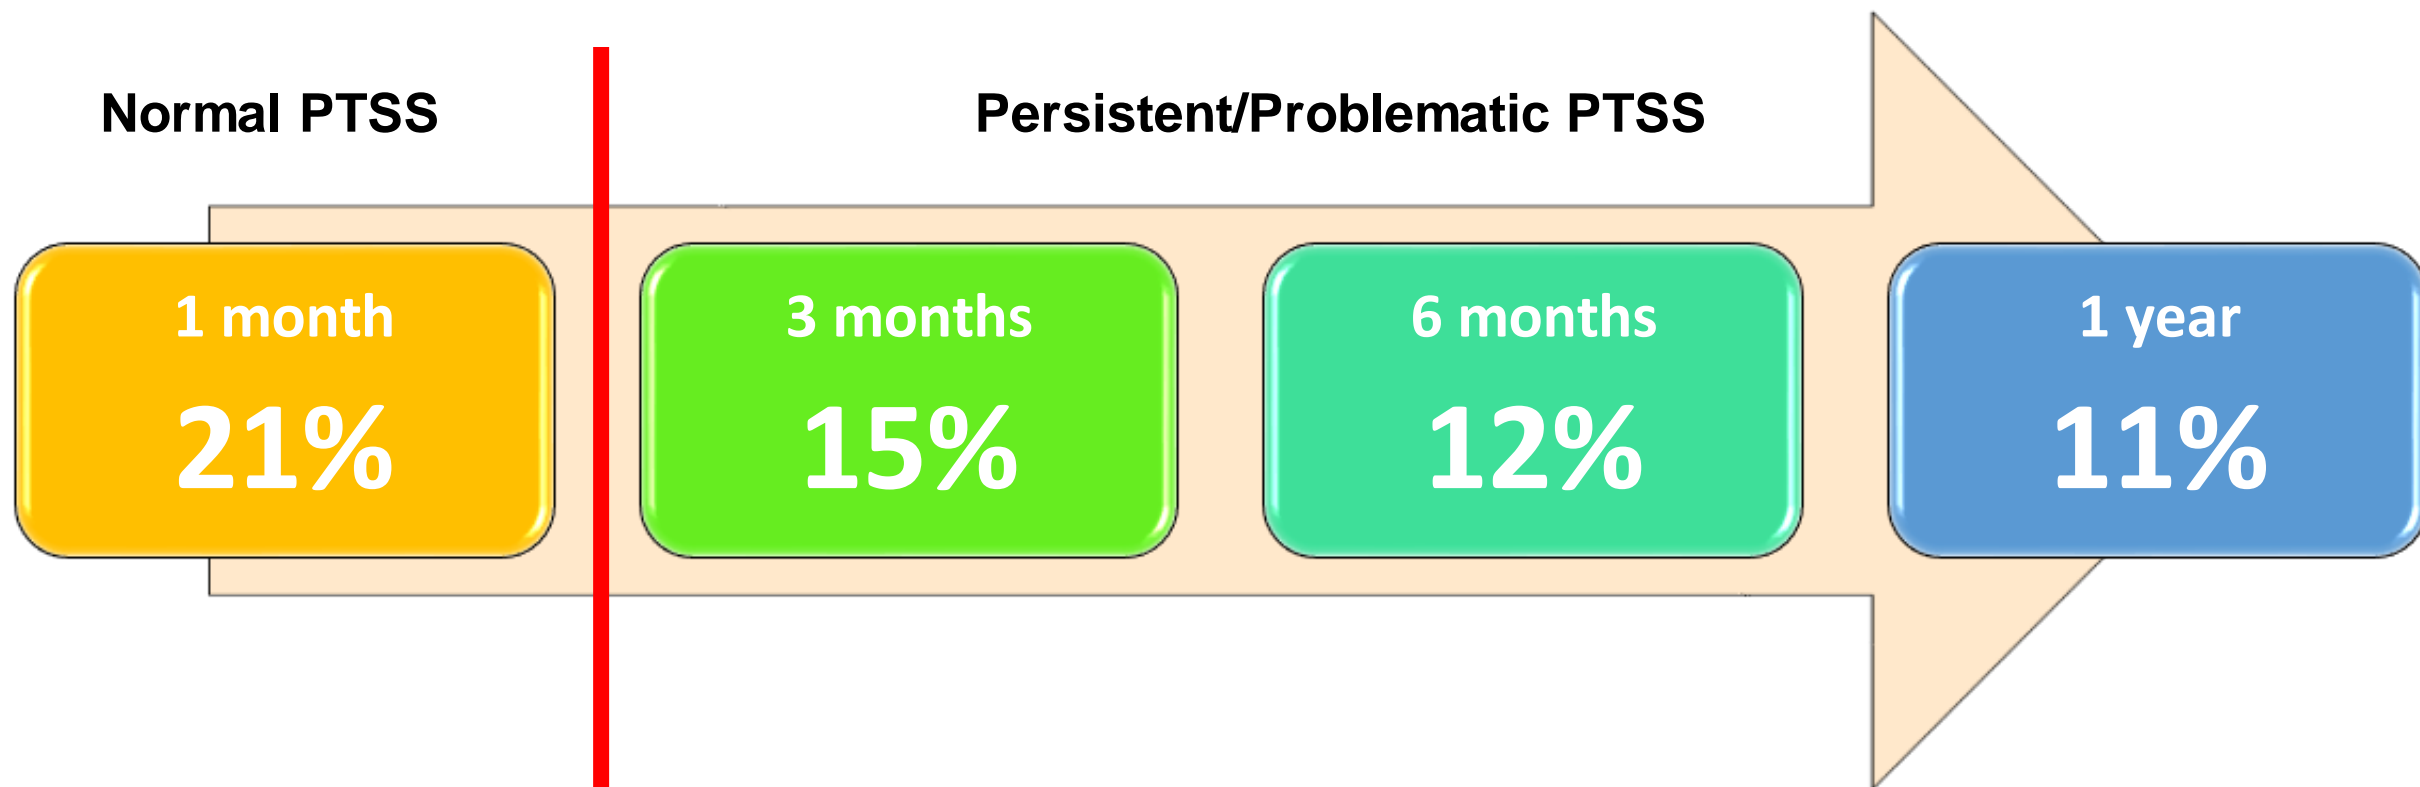 Normal PTSS
Persistent/Problematic PTSS
1 month
21%
3 months
15%
6 months
12%
1 year
11%